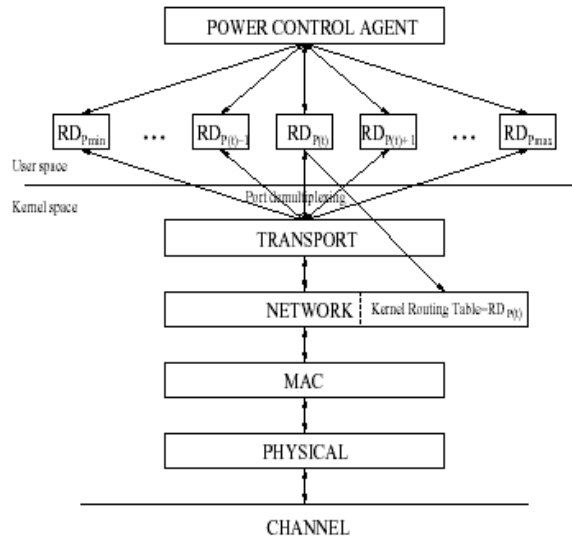 POWER CONTROL AGENT
RDPmin ... RDP(t)−1 RDP(t) RDP(t)+1 ... RDPmax
User space
Port demultiplexing
Kernel space
TRANSPORT
NETWORK Kernel Routing Table=RDP(t)
MAC
PHYSICAL
CHANNEL